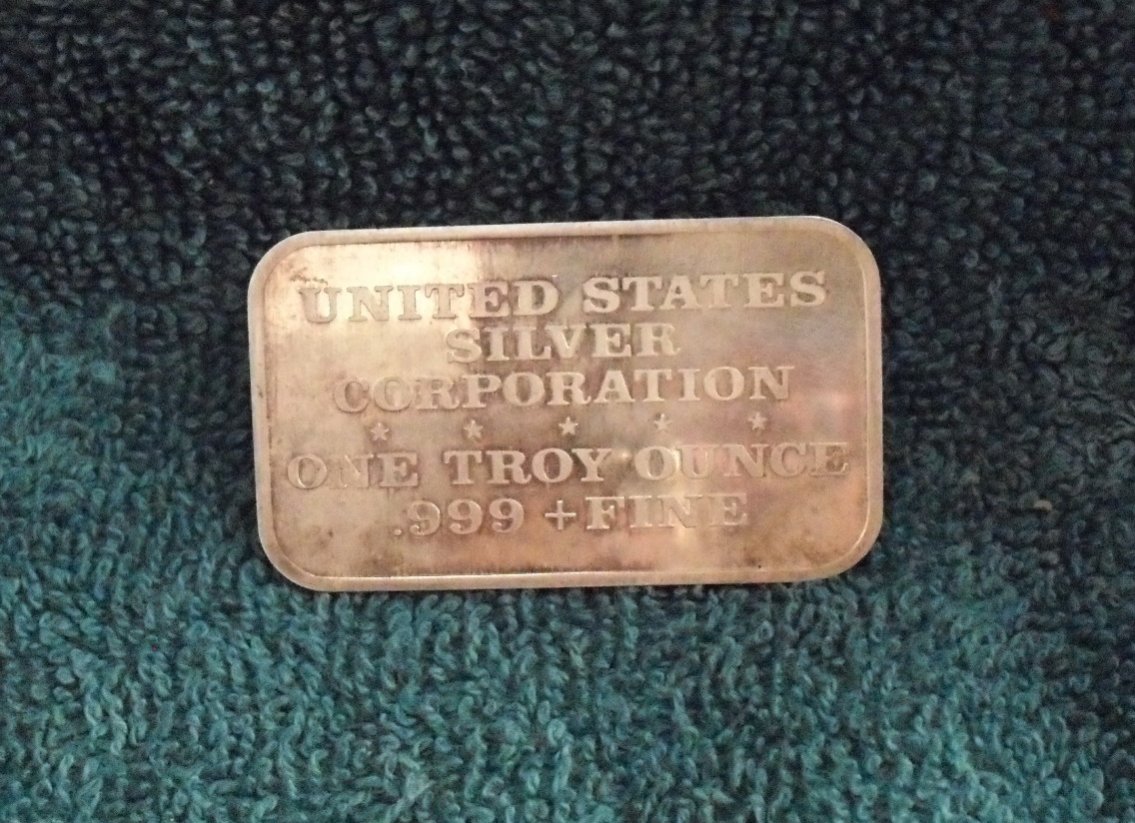 UNITED STATES
SILVER
CORPORATION
★ ★ ★ ★ ★
ONE TROY OUNCE
.999 + FINE